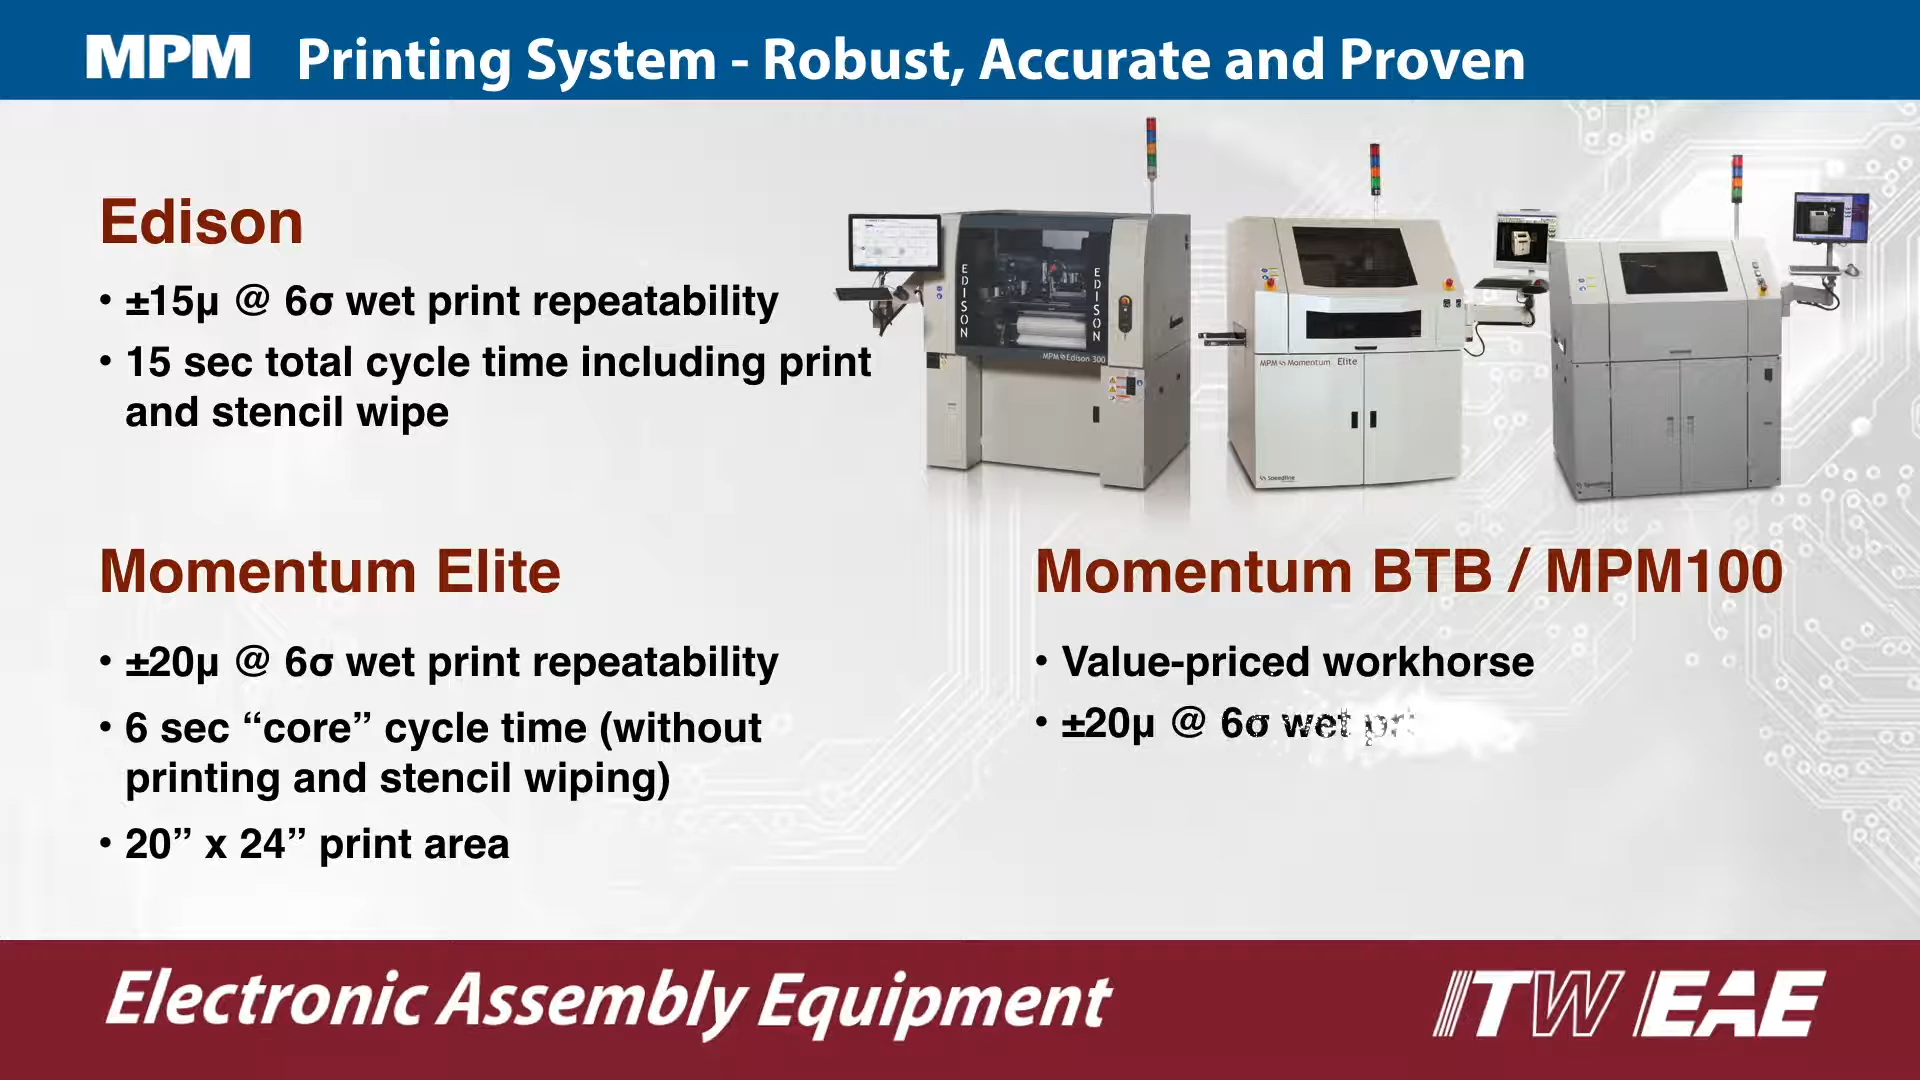 MPM Printing System - Robust, Accurate and Proven
Edison
• ±15µ @ 6σ wet print repeatability
• 15 sec total cycle time including print
and stencil wipe
EDISON
EDISON
MPM Edison 300
MPM Momentum Elite
Speedline
Speedline
Momentum Elite
• ±20µ @ 6σ wet print repeatability
• 6 sec “core” cycle time (without
printing and stencil wiping)
• 20” x 24” print area
Momentum BTB / MPM100
• Value-priced workhorse
• ±20µ @ 6σ wet
Electronic Assembly Equipment
ITW EAE